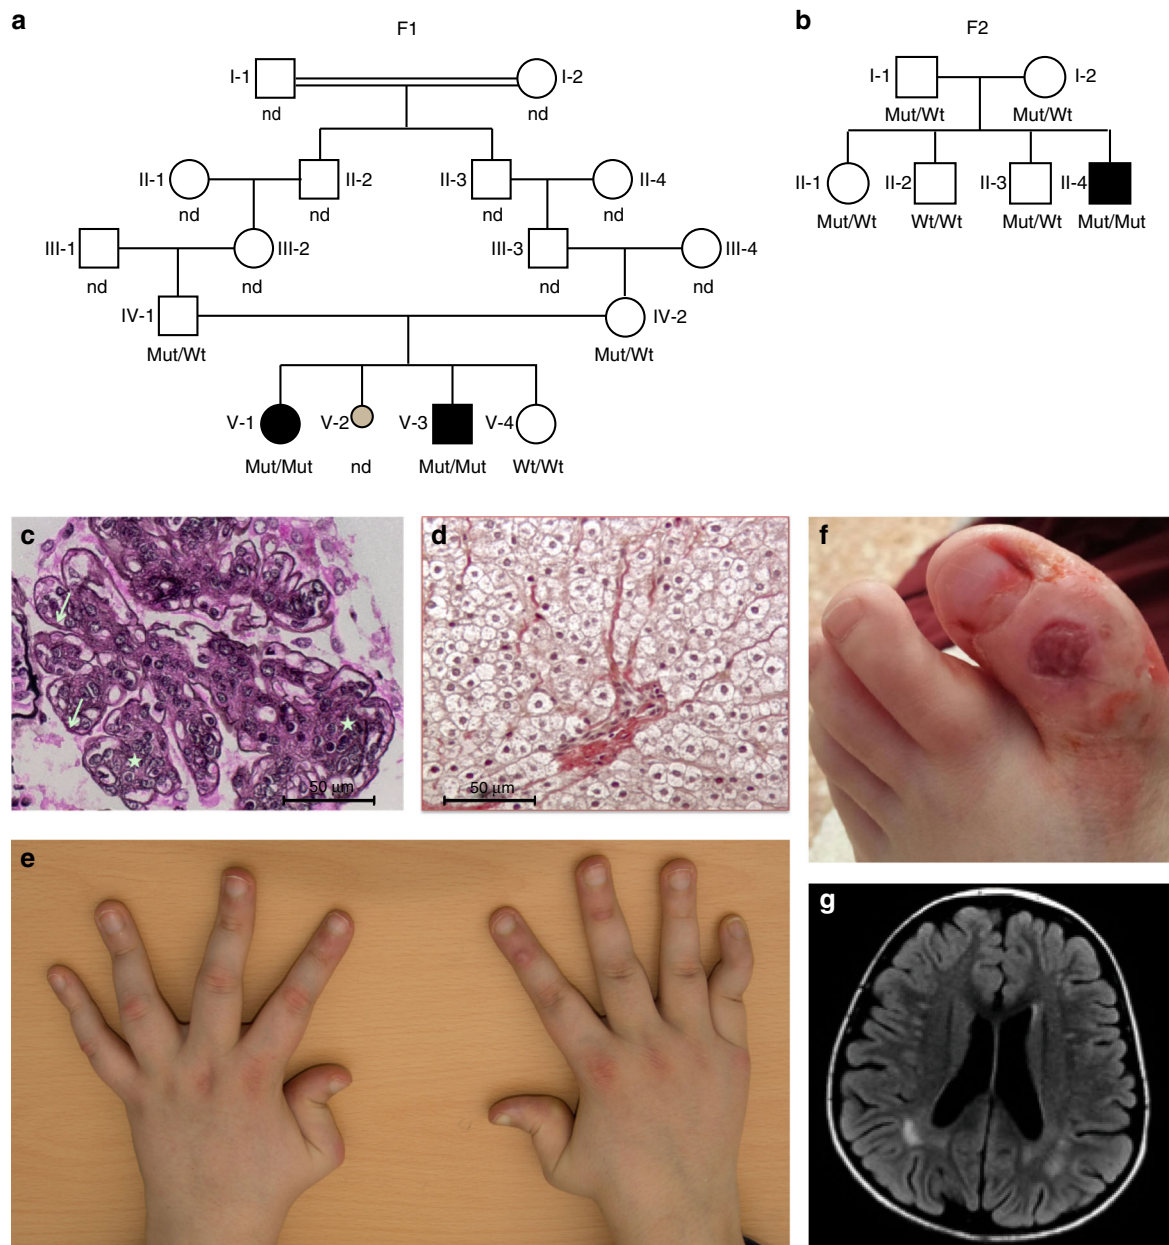 a
F1
I-1
I-2
nd
nd
II-1
II-2
II-3
II-4
nd
nd
nd
nd
III-1
III-2
III-3
III-4
nd
nd
nd
nd
IV-1
IV-2
Mut/Wt
Mut/Wt
V-1
V-2
V-3
V-4
Mut/Mut
nd
Mut/Mut
Wt/Wt
b
F2
I-1
I-2
Mut/Wt
Mut/Wt
II-1
II-2
II-3
II-4
Mut/Wt
Wt/Wt
Mut/Wt
Mut/Mut
c
50 µm
d
50 µm
f
e
g